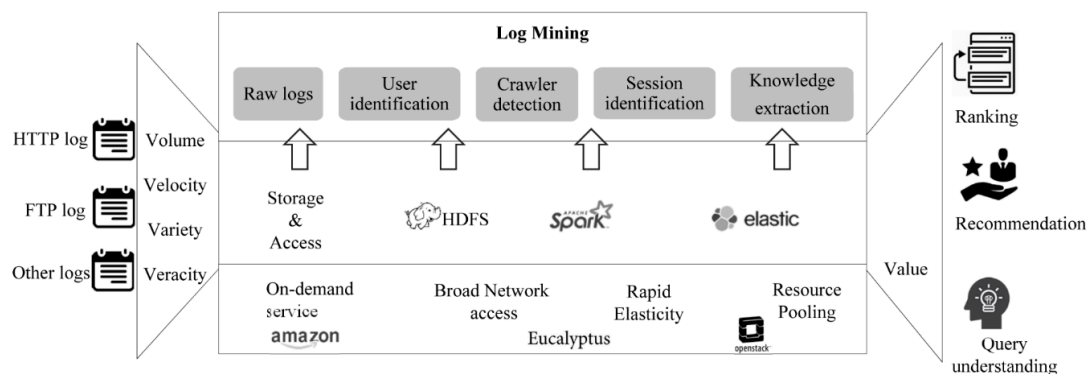 Log Mining
Raw logs
User
identification
Crawler
detection
Session
identification
Knowledge
extraction
HTTP log
FTP log
Other logs
Volume
Velocity
Variety
Veracity
Storage
&
Access
HDFS
APACHE
Spark
elastic
On-demand
service
amazon
Broad Network
access
Eucalyptus
Rapid
Elasticity
Resource
Pooling
openstack
Value
Ranking
Recommendation
Query
understanding